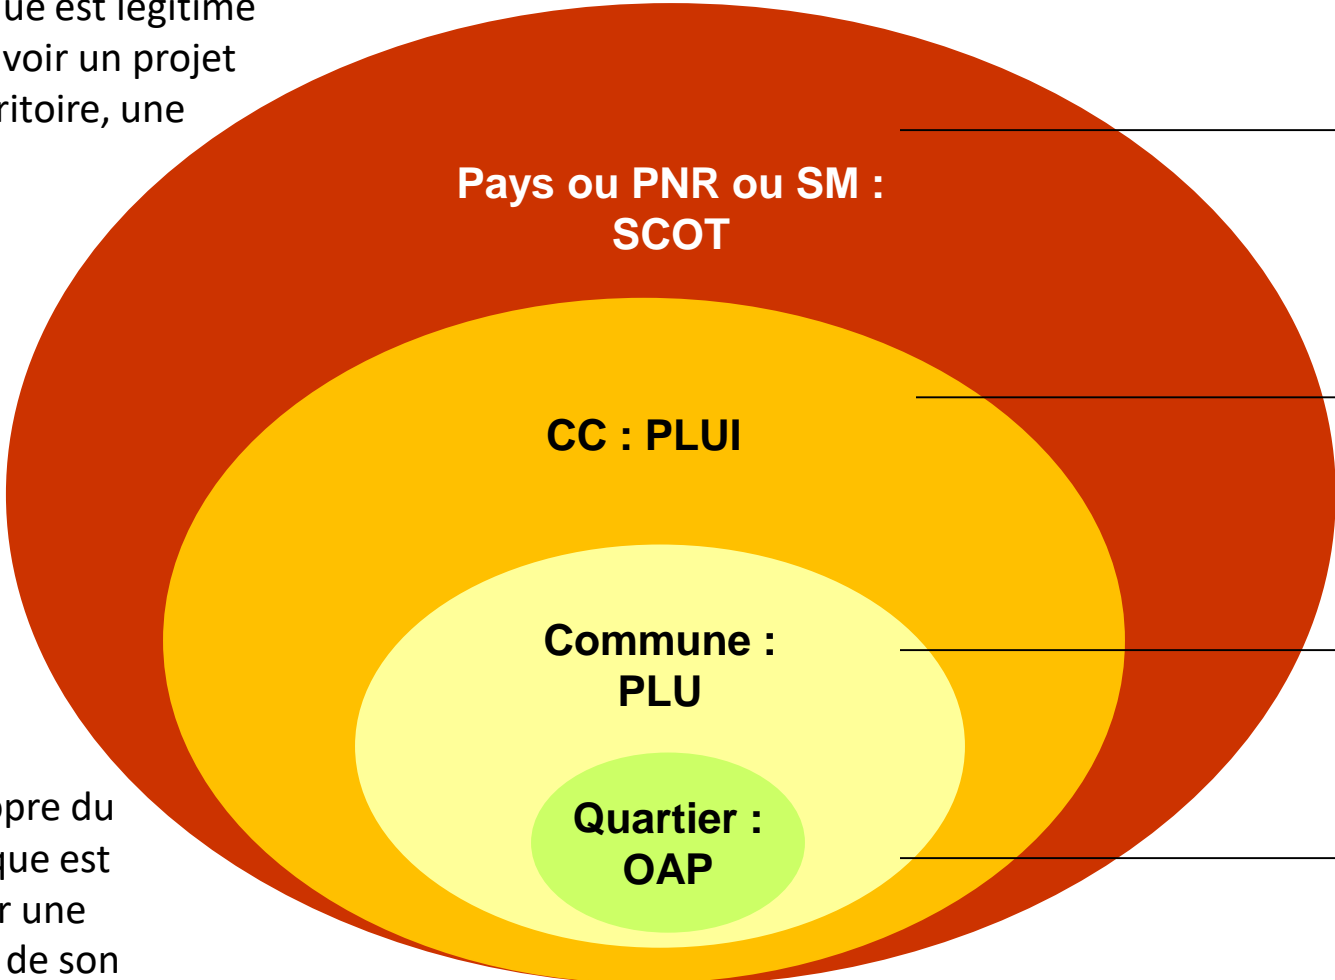 ue est légitime
voir un projet
ritoire, une
Pays ou PNR ou SM :
SCOT
CC : PLUI
Commune :
PLU
Quartier :
OAP
opre du
que est
r une
de son